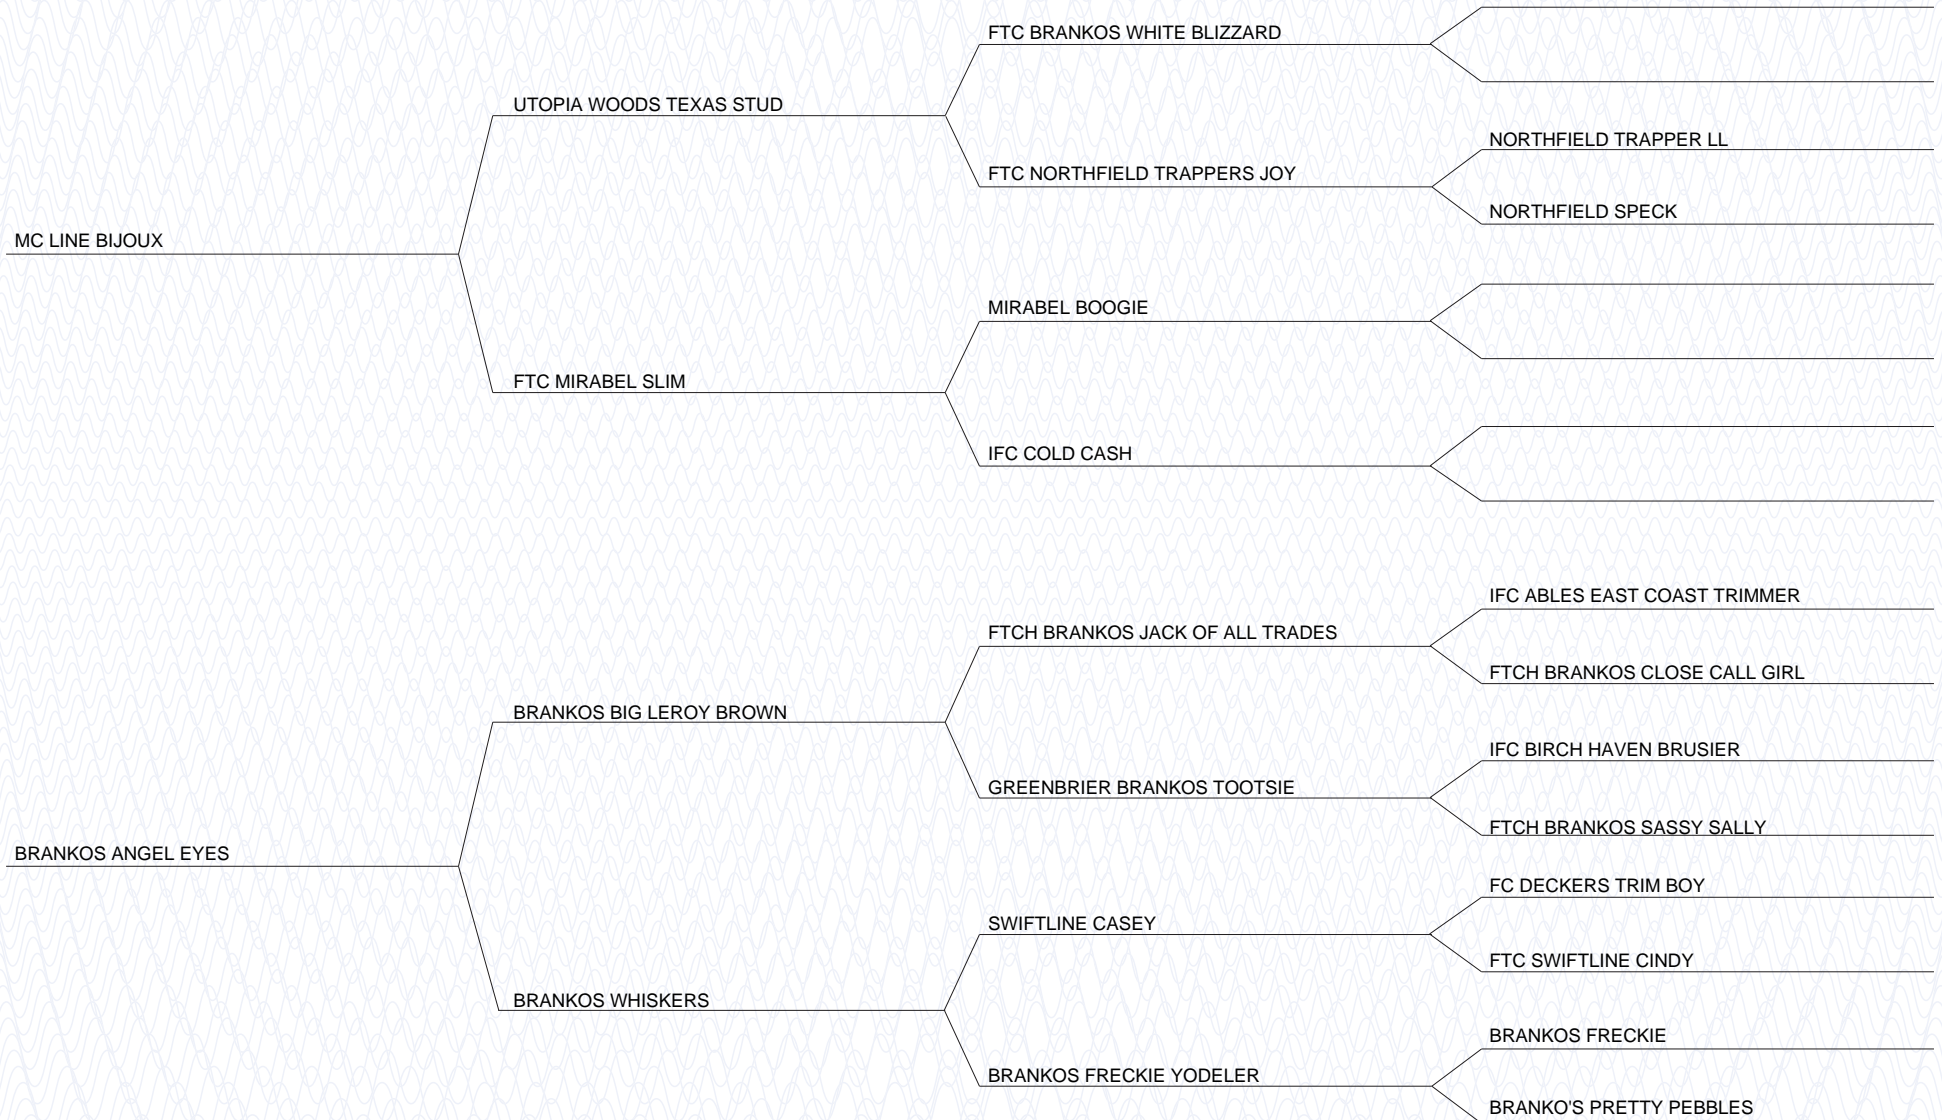 FTC BRANKOS WHITE BLIZZARD
UTOPIA WOODS TEXAS STUD
NORTHFIELD TRAPPER LL
FTC NORTHFIELD TRAPPERS JOY
NORTHFIELD SPECK
MC LINE BIJOUX
MIRABEL BOOGIE
FTC MIRABEL SLIM
IFC COLD CASH
IFC ABLES EAST COAST TRIMMER
FTCH BRANKOS JACK OF ALL TRADES
FTCH BRANKOS CLOSE CALL GIRL
BRANKOS BIG LEROY BROWN
IFC BIRCH HAVEN BRUSIER
GREENBRIER BRANKOS TOOTSIE
FTCH BRANKOS SASSY SALLY
BRANKOS ANGEL EYES
FC DECKERS TRIM BOY
SWIFTLINE CASEY
FTC SWIFTLINE CINDY
BRANKOS WHISKERS
BRANKOS FRECKIE
BRANKOS FRECKIE YODELER
BRANKO'S PRETTY PEBBLES